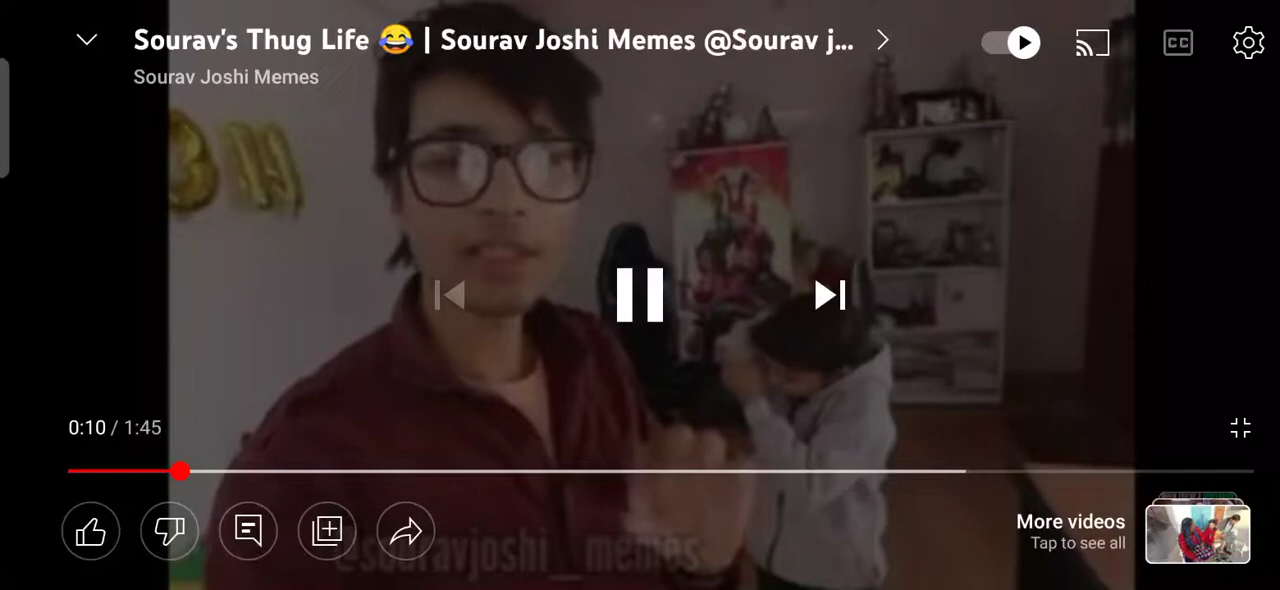 Sourav's Thug Life 😂 | Sourav Joshi Memes @Sourav j...
Sourav Joshi Memes
CC
0:10 / 1:45
More videos
Tap to see all
@souravjoshi_memes